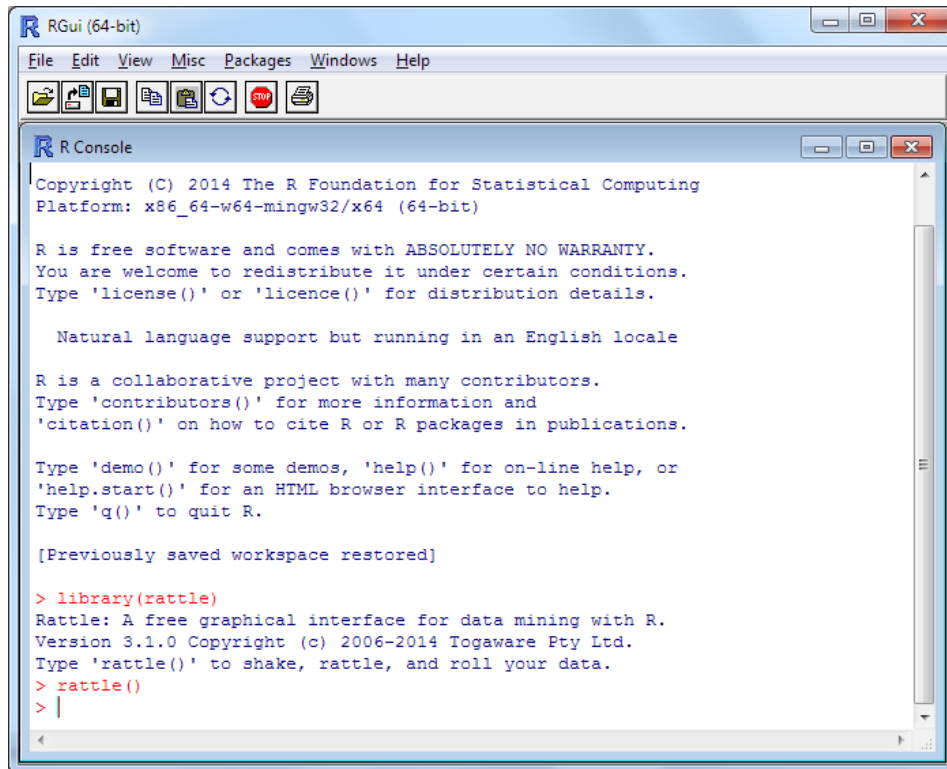 RGui (64-bit)
File Edit View Misc Packages Windows Help
STOP
R Console
Copyright (C) 2014 The R Foundation for Statistical Computing
Platform: x86_64-w64-mingw32/x64 (64-bit)
R is free software and comes with ABSOLUTELY NO WARRANTY.
You are welcome to redistribute it under certain conditions.
Type 'license()' or 'licence()' for distribution details.
Natural language support but running in an English locale
R is a collaborative project with many contributors.
Type 'contributors()' for more information and
'citation()' on how to cite R or R packages in publications.
Type 'demo()' for some demos, 'help()' for on-line help, or
'help.start()' for an HTML browser interface to help.
Type 'q()' to quit R.
[Previously saved workspace restored]
> library(rattle)
Rattle: A free graphical interface for data mining with R.
Version 3.1.0 Copyright (c) 2006-2014 Togaware Pty Ltd.
Type 'rattle()' to shake, rattle, and roll your data.
> rattle()
>